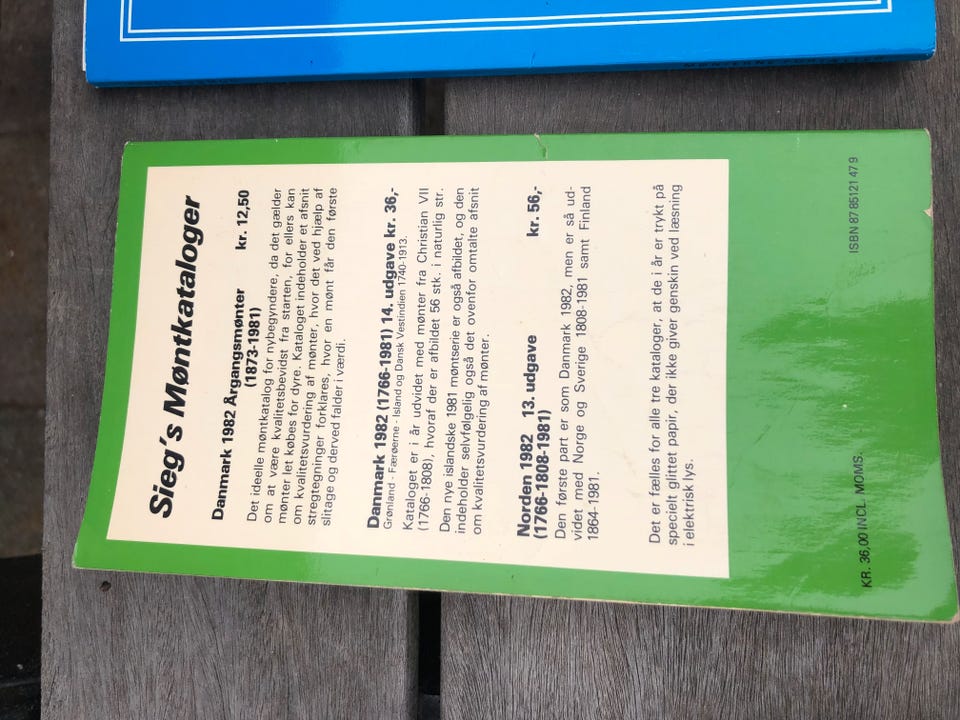 Sieg's Møntkataloger
Danmark 1982 Årgangsmønter kr. 12,50
(1873-1981)
Det ideelle møntkatalog for nybegyndere, da det gælder
om at være kvalitetsbevidst fra starten, for ellers kan
mønter let købes for dyre. Kataloget indeholder et afsnit
om kvalitetsvurdering af mønter, hvor det ved hjælp af
stregtegninger forklares, hvor en mønt får den første
slitage og derved falder i værdi.
Danmark 1982 (1766-1981) 14. udgave kr. 36,-
Grønland - Færøerne - Island og Dansk Vestindien 1740-1913.
Kataloget er i år udvidet med mønter fra Christian VII
(1766-1808), hvoraf der er afbildet 56 stk. i naturlig str.
Den nye islandske 1981 møntserie er også afbildet, og den
indeholder selvfølgelig også det ovenfor omtalte afsnit
om kvalitetsvurdering af mønter.
Norden 1982 13. udgave kr. 56,-
(1766-1808-1981)
Den første part er som Danmark 1982, men er så ud-
videt med Norge og Sverige 1808-1981 samt Finland
1864-1981.
Det er fælles for alle tre kataloger, at de i år er trykt på
specielt glittet papir, der ikke giver genskin ved læsning
i elektrisk lys.
KR. 36,00 INCL. MOMS.
ISBN 87 85121 47 9